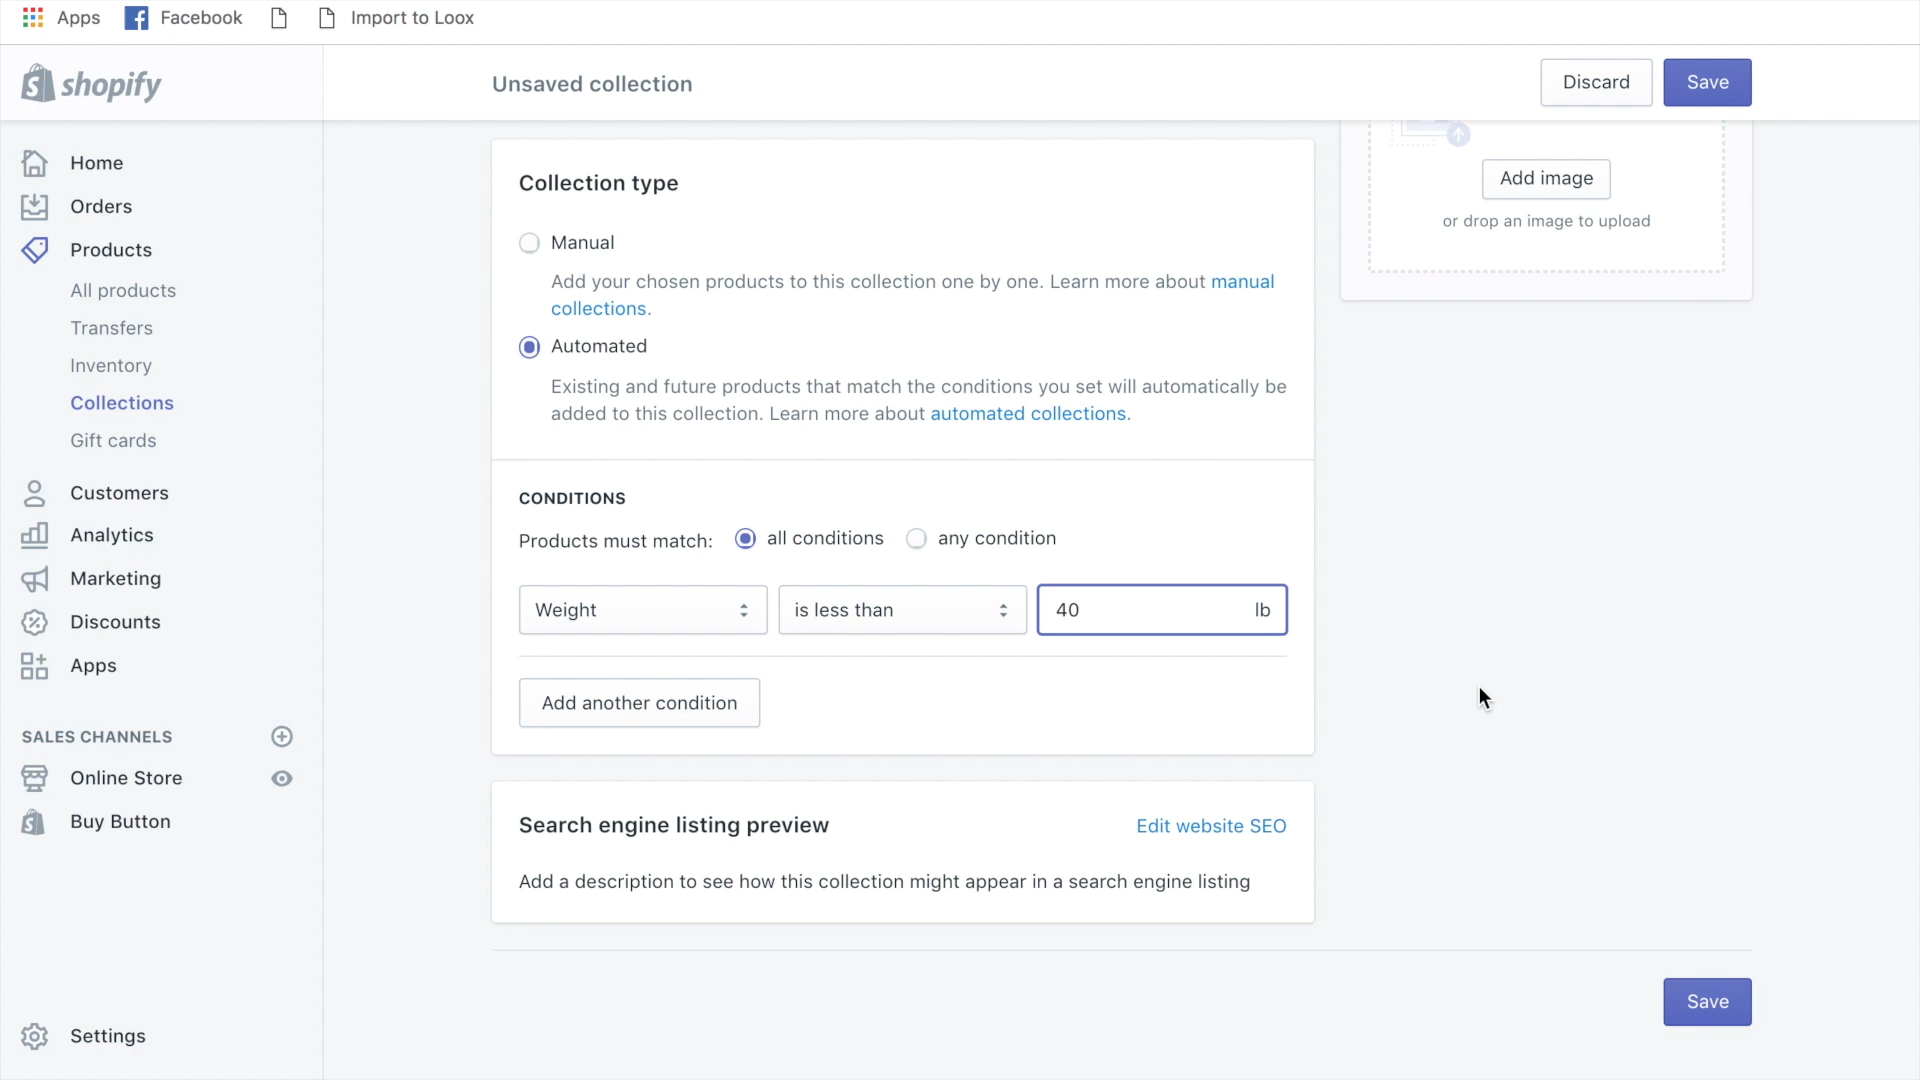 Apps
Facebook
Import to Loox
shopify
Unsaved collection
Discard
Save
Home
Orders
Products
All products
Transfers
Inventory
Collections
Gift cards
Customers
Analytics
Marketing
Discounts
Apps
SALES CHANNELS
Online Store
Buy Button
Settings
Collection type
Manual
Add your chosen products to this collection one by one. Learn more about manual
collections.
Automated
Existing and future products that match the conditions you set will automatically be
added to this collection. Learn more about automated collections.
CONDITIONS
Products must match: all conditions any condition
Weight is less than 40 lb
Add another condition
Search engine listing preview Edit website SEO
Add a description to see how this collection might appear in a search engine listing
Add image
or drop an image to upload
Save